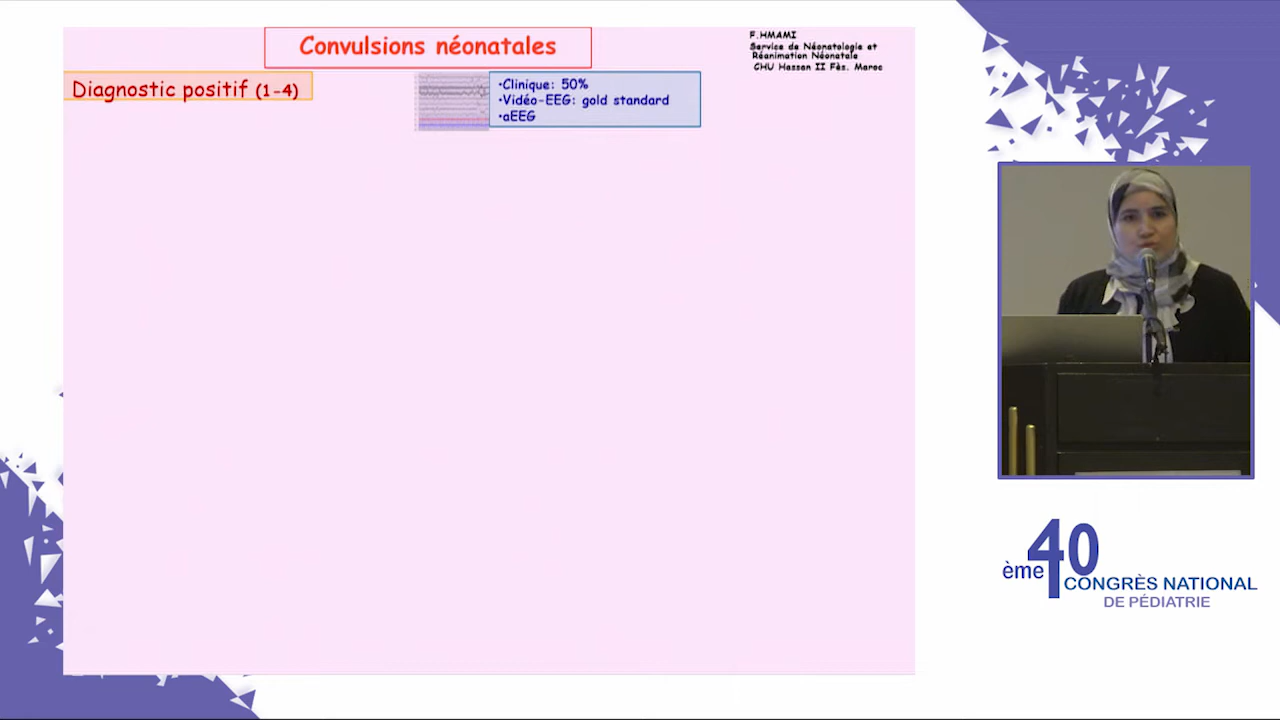 Convulsions néonatales
F.HMAMI
Service de Néonatologie et
Réanimation Néonatale
CHU Hassan II Fès. Maroc
Diagnostic positif (1-4)
•Clinique: 50%
•Vidéo-EEG: gold standard
•aEEG
40
ème
CONGRÈS NATIONAL
DE PÉDIATRIE